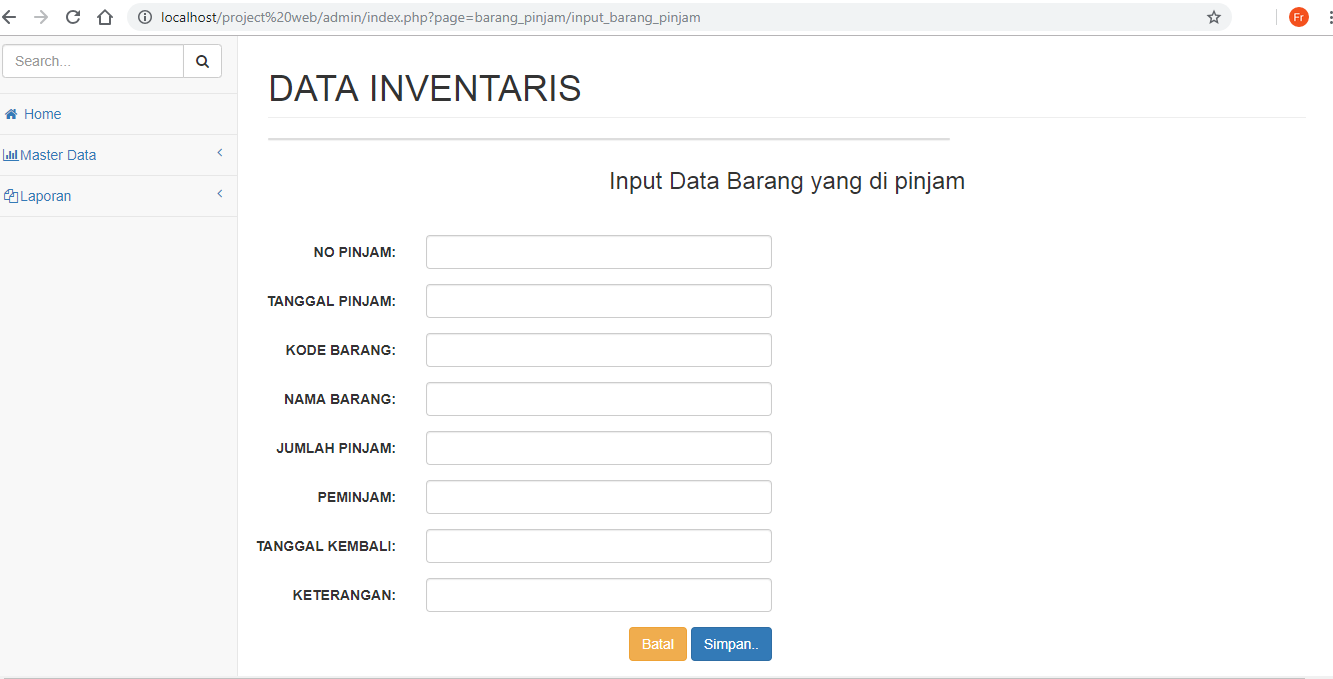 localhost/project%20web/admin/index.php?page=barang_pinjam/input_barang_pinjam
Fr
Search...
Home
Master Data
Laporan
DATA INVENTARIS
Input Data Barang yang di pinjam
NO PINJAM:
TANGGAL PINJAM:
KODE BARANG:
NAMA BARANG:
JUMLAH PINJAM:
PEMINJAM:
TANGGAL KEMBALI:
KETERANGAN:
Batal Simpan..